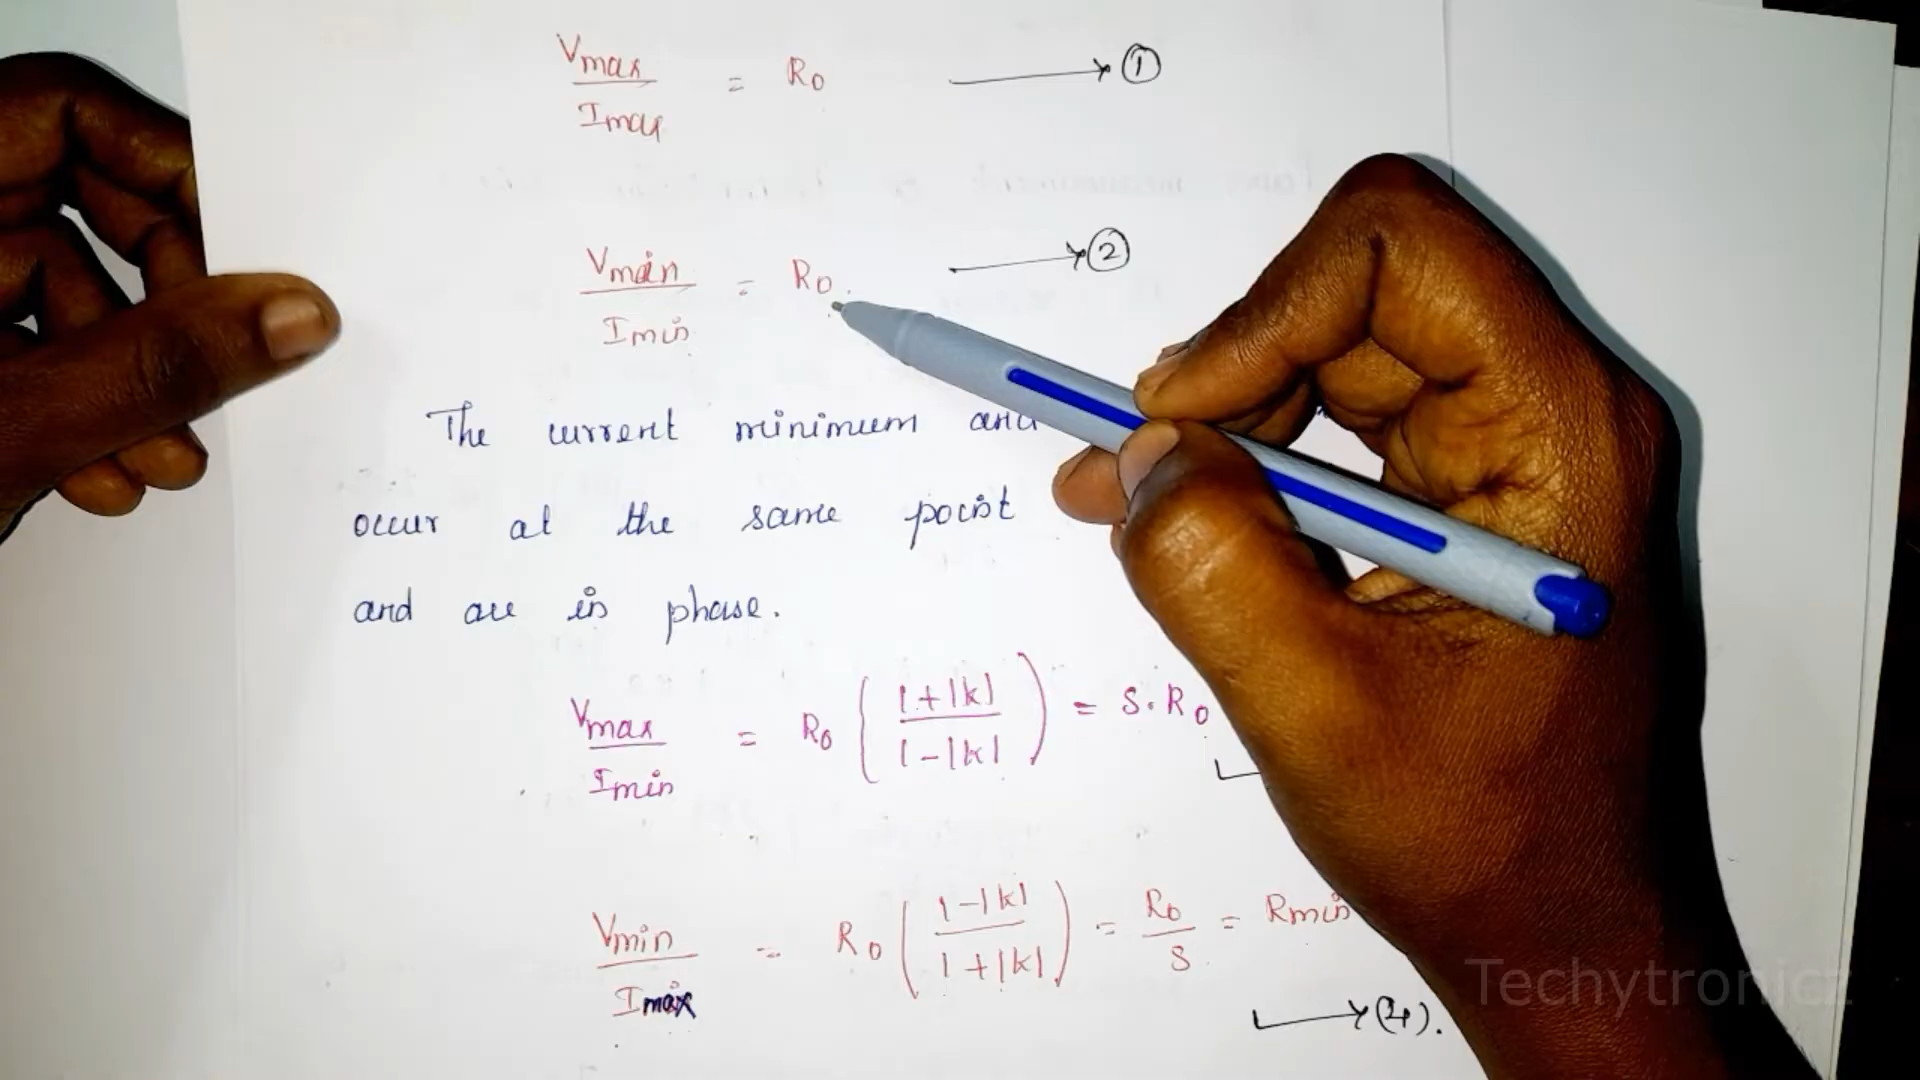 Vmax / Imax = R0 → ①
Vmin / Imin = R0. → ②
The current minimum and
occur at the same point
and are in phase.
Vmax / Imin = R0 ( 1+|k| / 1-|k| ) = S.R0
Vmin / Imax = R0 ( 1-|k| / 1+|k| ) = R0 / S = Rmin
→ (4).
Techytronicz